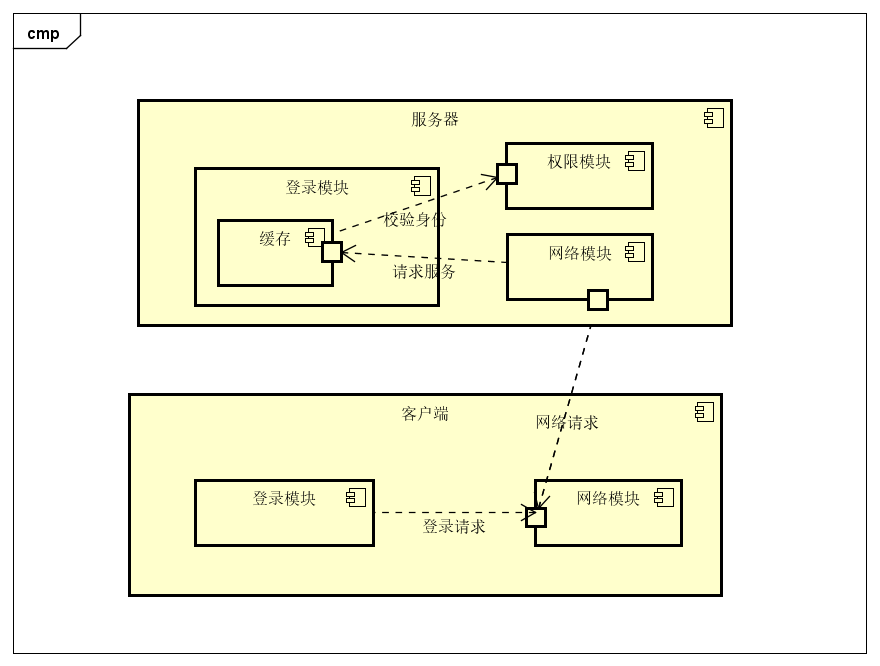 cmp
服务器
权限模块
登录模块
校验身份
缓存
网络模块
请求服务
客户端
网络请求
登录模块
网络模块
登录请求